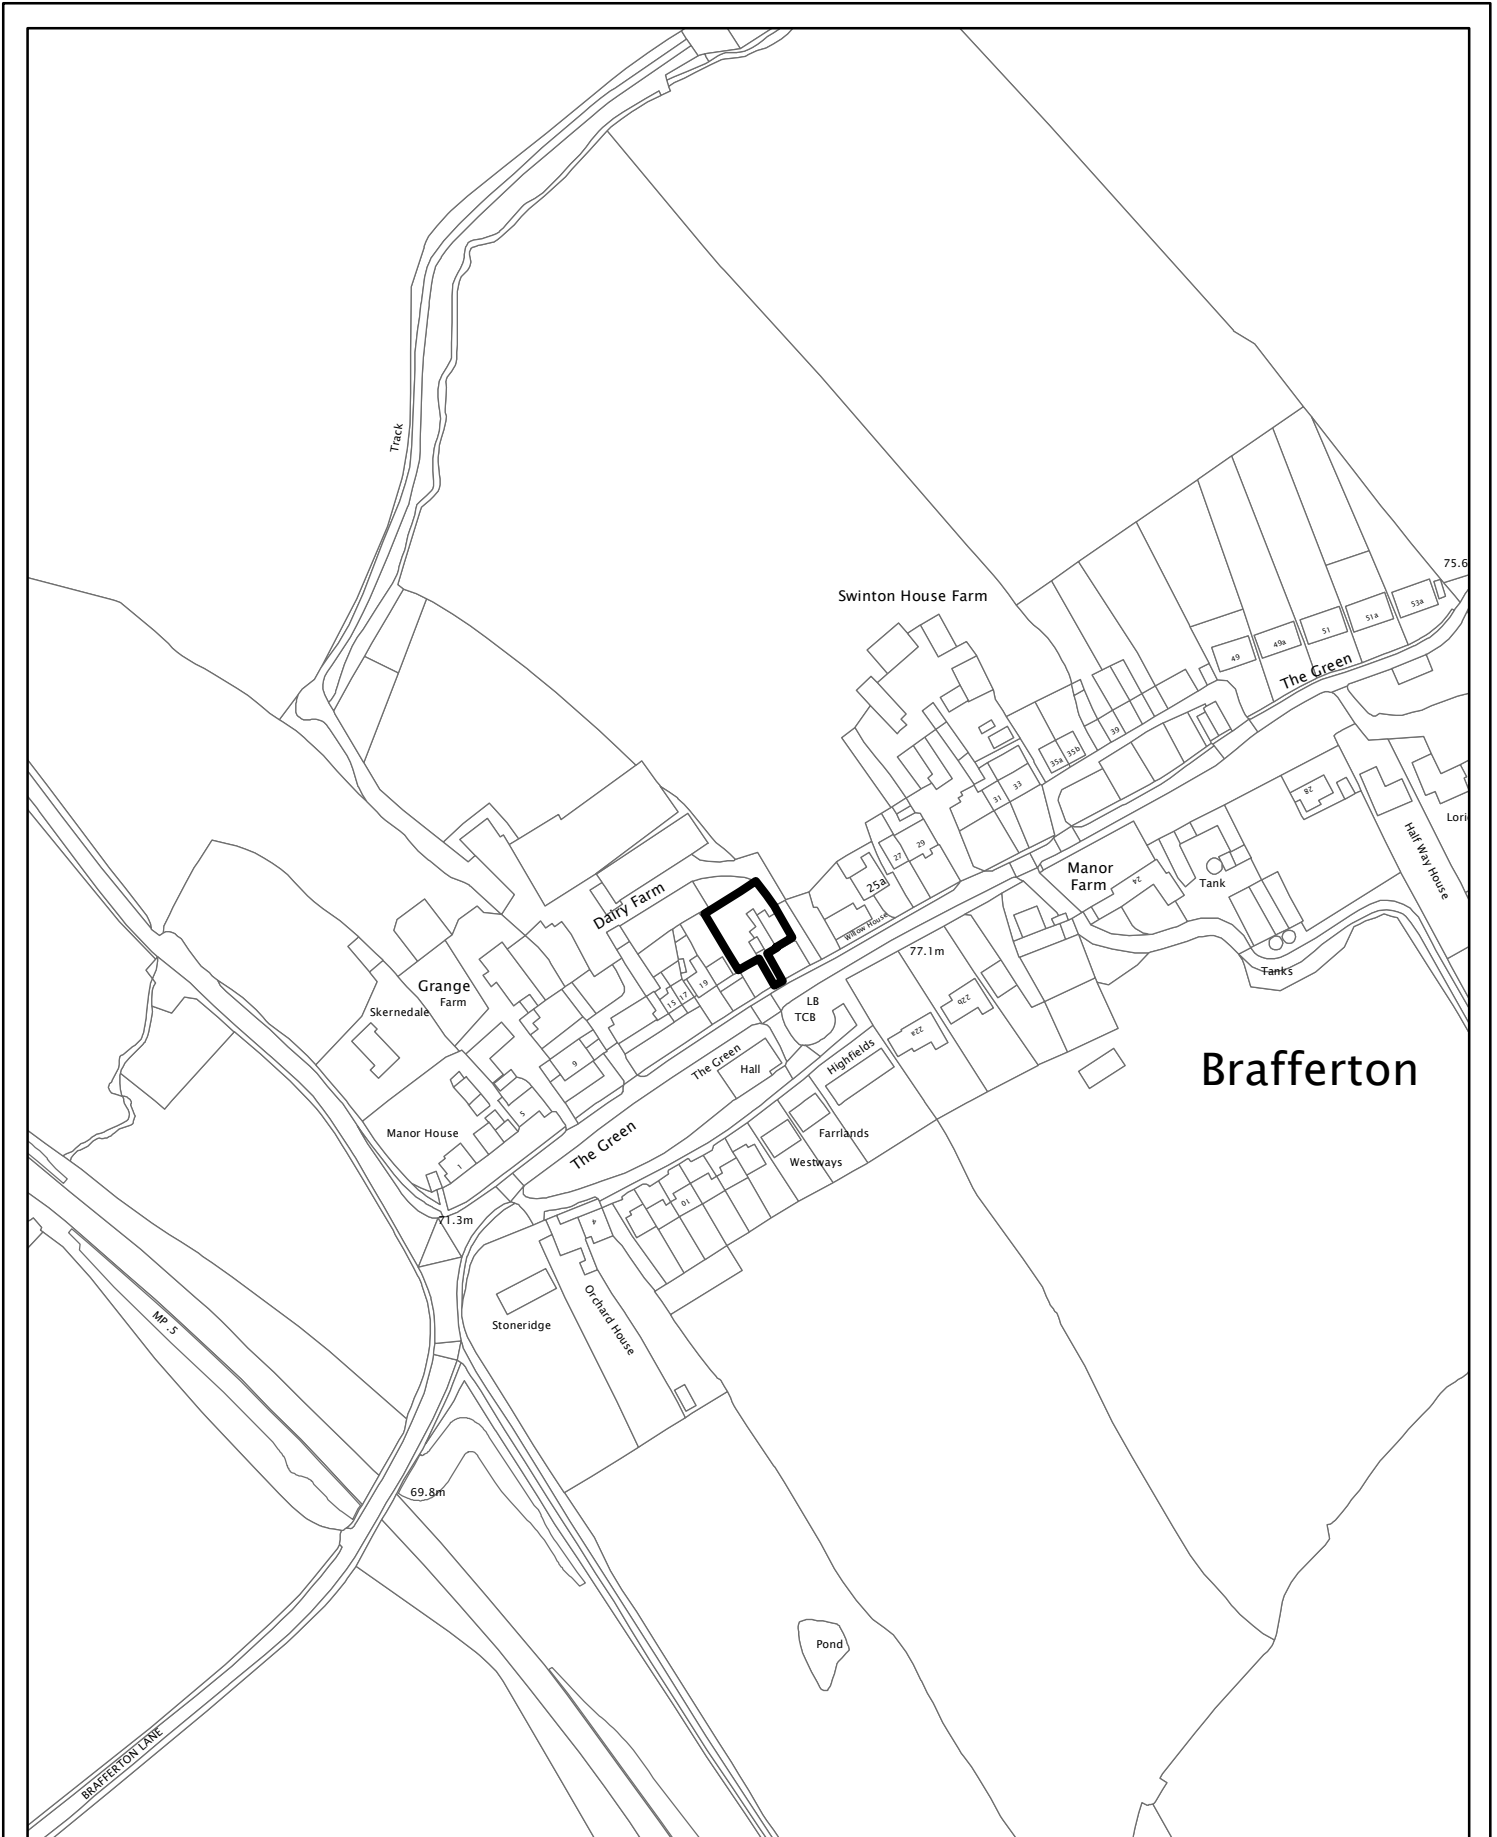 Track
Swinton House Farm
75.6
53a
51a
51
49a
49
The Green
39
35b
35a
33
31
28
Half Way House
Lori
29
27
25a
Willow House
Manor
Farm
24
Tank
Tanks
Dairy Farm
77.1m
Grange
Farm
Skernedale
19
17
15
LB
TCB
22b
22a
Highfields
The Green
Hall
9
5
Brafferton
Manor House
1
The Green
Farrlands
Westways
10
4
71.3m
Orchard House
Stoneridge
MP .5
69.8m
Pond
BRAFFERTON LANE